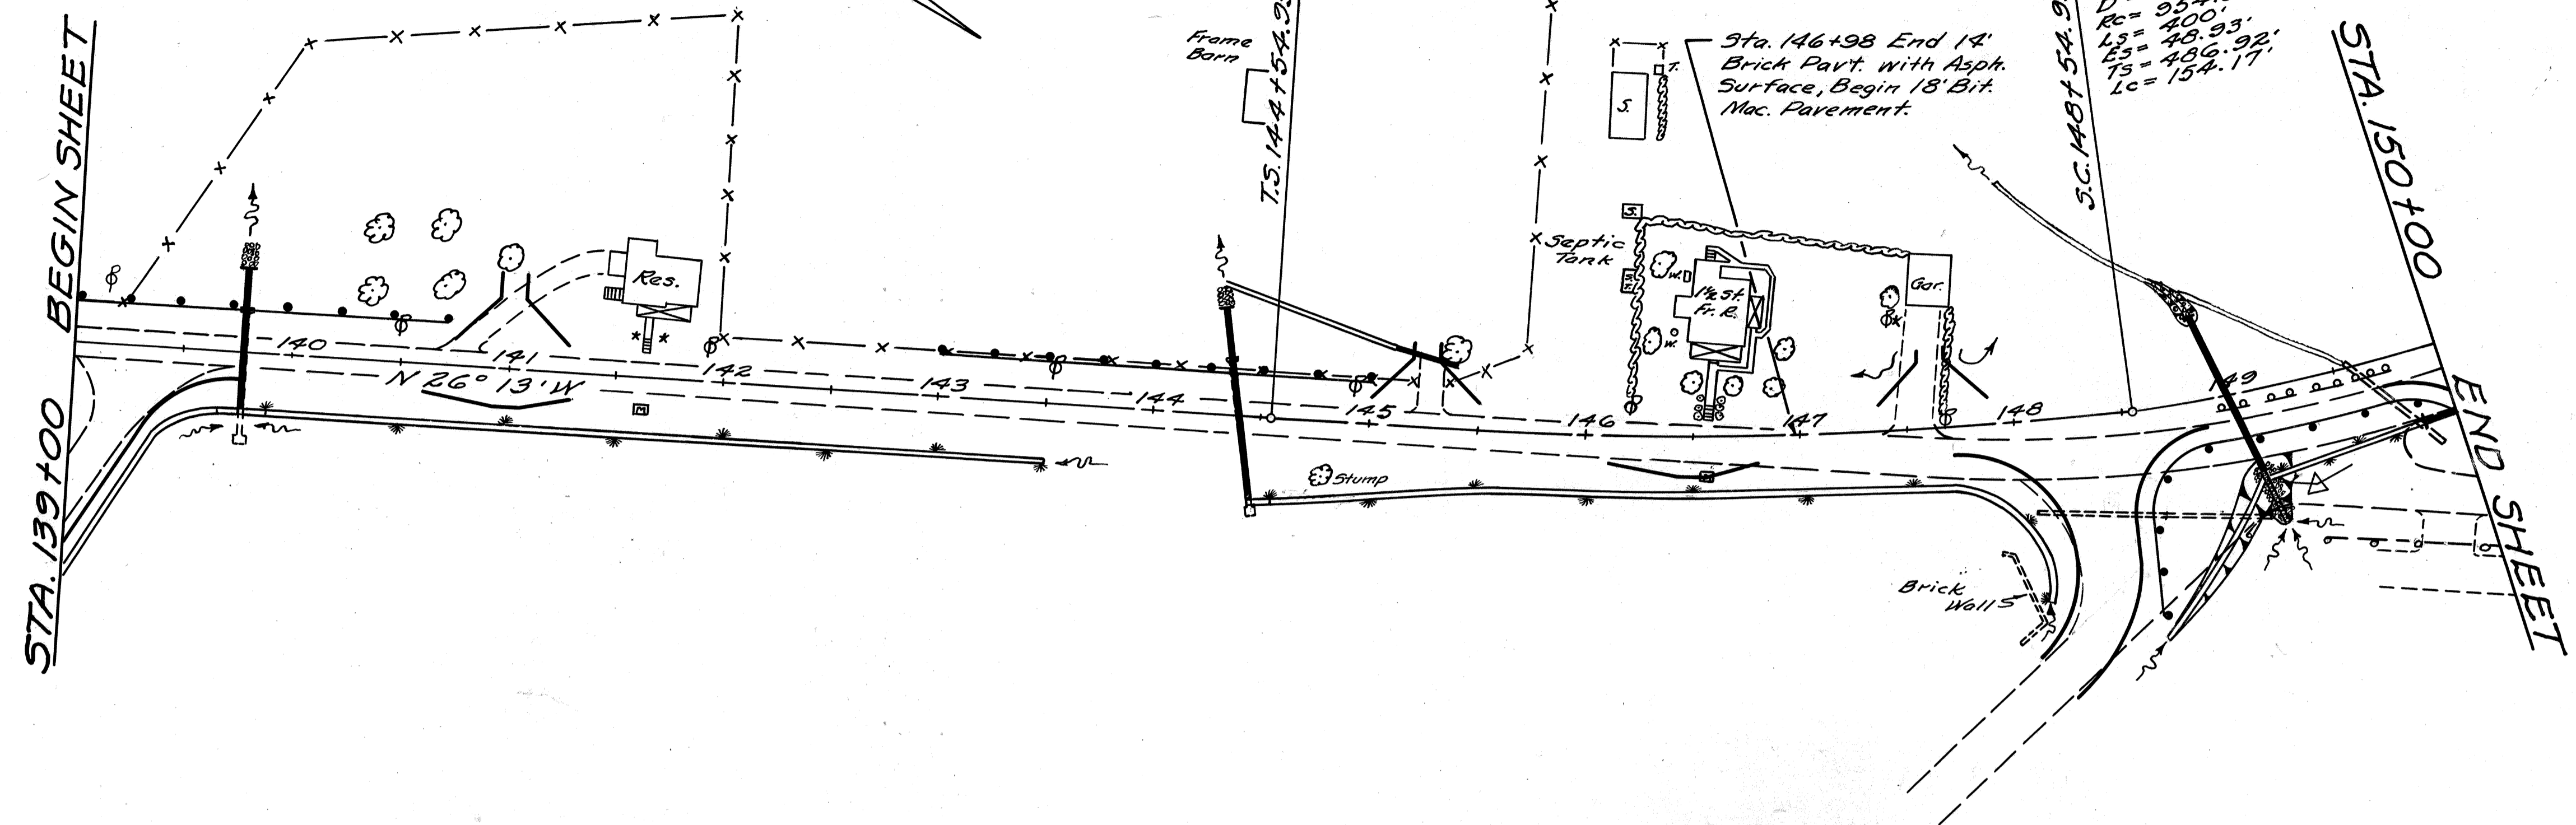 STA. 139+00 BEGIN SHEET
Frame
Barn
T.S. 144+54.9
Sta. 146+98 End 14'
Brick Pav't. with Asph.
Surface, Begin 18' Bit.
Mac. Pavement.
S.C. 148+54.9
Rc= 954.
Ls= 400'
Es= 48.93'
Ts= 486.92'
Lc= 154.17'
STA. 150+00
END SHEET
T.
S.
S.
Septic
Tank
W.
1½ St.
Fr. R.
W.
Gar.
Res.
140
141
142
143
144
145
146
147
148
149
N 26° 13' W
M
M
Stump
Brick
Walls